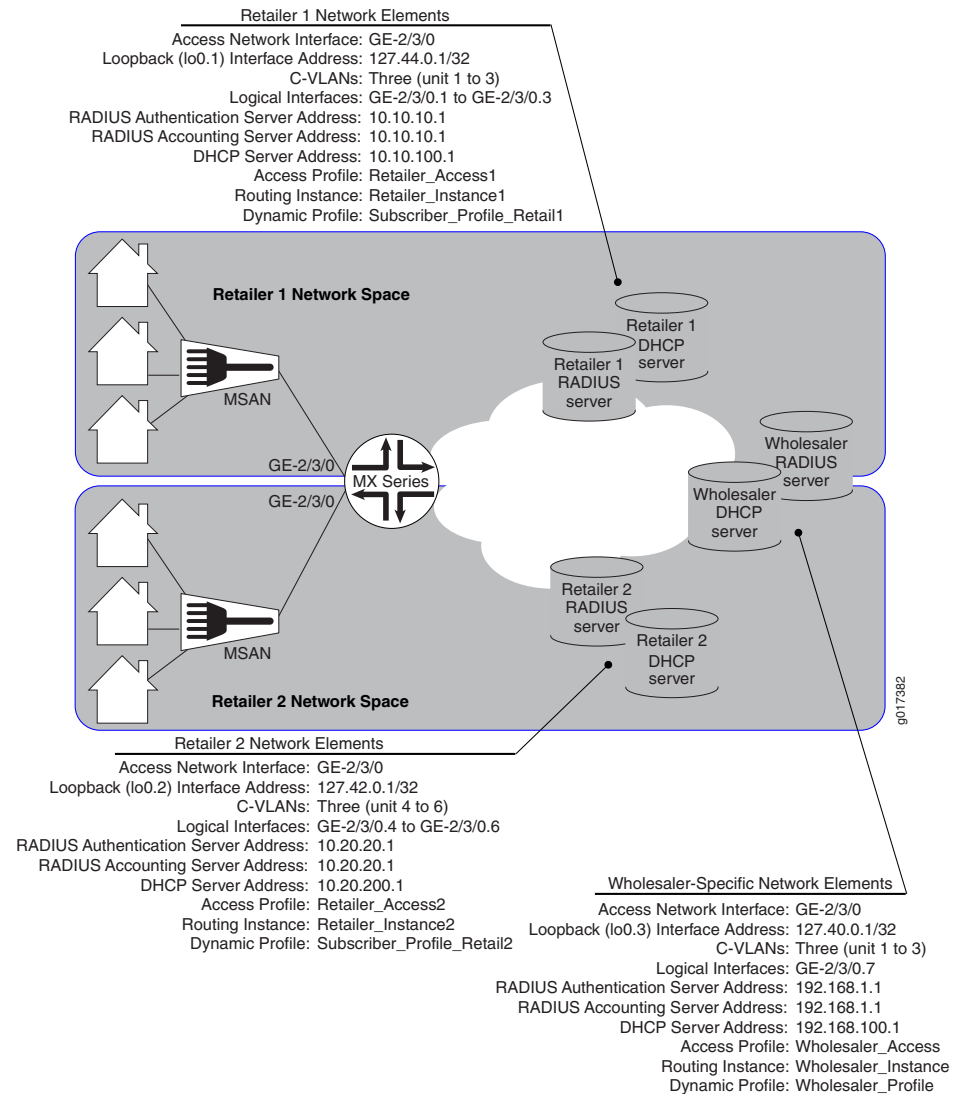 Retailer 1 Network Elements
Access Network Interface: GE-2/3/0
Loopback (lo0.1) Interface Address: 127.44.0.1/32
C-VLANs: Three (unit 1 to 3)
Logical Interfaces: GE-2/3/0.1 to GE-2/3/0.3
RADIUS Authentication Server Address: 10.10.10.1
RADIUS Accounting Server Address: 10.10.10.1
DHCP Server Address: 10.10.100.1
Access Profile: Retailer_Access1
Routing Instance: Retailer_Instance1
Dynamic Profile: Subscriber_Profile_Retail1
Retailer 1 Network Space
Retailer 1
DHCP
server
Retailer 1
RADIUS
server
MSAN
Wholesaler
RADIUS
server
GE-2/3/0
MX Series
Wholesaler
DHCP
server
GE-2/3/0
Retailer 2
RADIUS
server
MSAN
Retailer 2
DHCP
server
Retailer 2 Network Space
g017382
Retailer 2 Network Elements
Access Network Interface: GE-2/3/0
Loopback (lo0.2) Interface Address: 127.42.0.1/32
C-VLANs: Three (unit 4 to 6)
Logical Interfaces: GE-2/3/0.4 to GE-2/3/0.6
RADIUS Authentication Server Address: 10.20.20.1
RADIUS Accounting Server Address: 10.20.20.1
DHCP Server Address: 10.20.200.1
Access Profile: Retailer_Access2
Routing Instance: Retailer_Instance2
Dynamic Profile: Subscriber_Profile_Retail2
Wholesaler-Specific Network Elements
Access Network Interface: GE-2/3/0
Loopback (lo0.3) Interface Address: 127.40.0.1/32
C-VLANs: Three (unit 1 to 3)
Logical Interfaces: GE-2/3/0.7
RADIUS Authentication Server Address: 192.168.1.1
RADIUS Accounting Server Address: 192.168.1.1
DHCP Server Address: 192.168.100.1
Access Profile: Wholesaler_Access
Routing Instance: Wholesaler_Instance
Dynamic Profile: Wholesaler_Profile